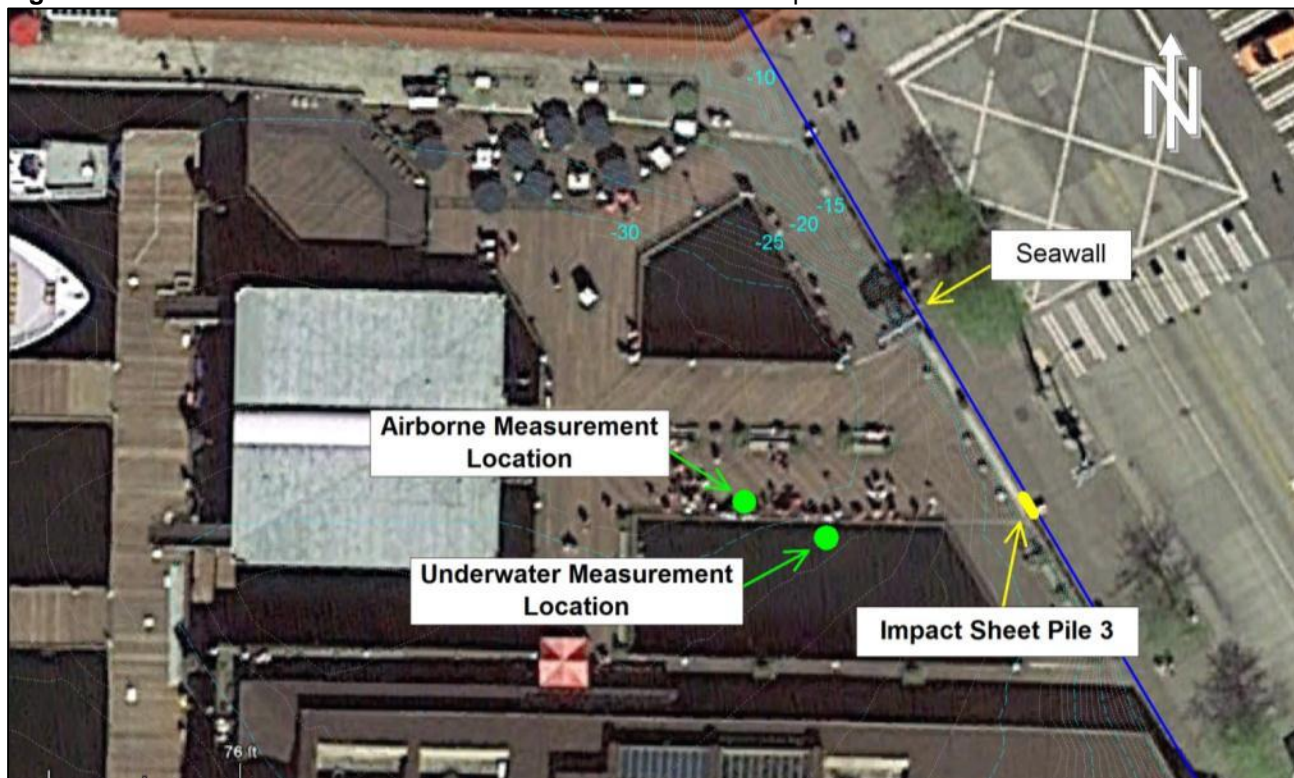 -10
N
-15
-20
-25
-30
Seawall
Airborne Measurement
Location
Underwater Measurement
Location
Impact Sheet Pile 3
76 ft